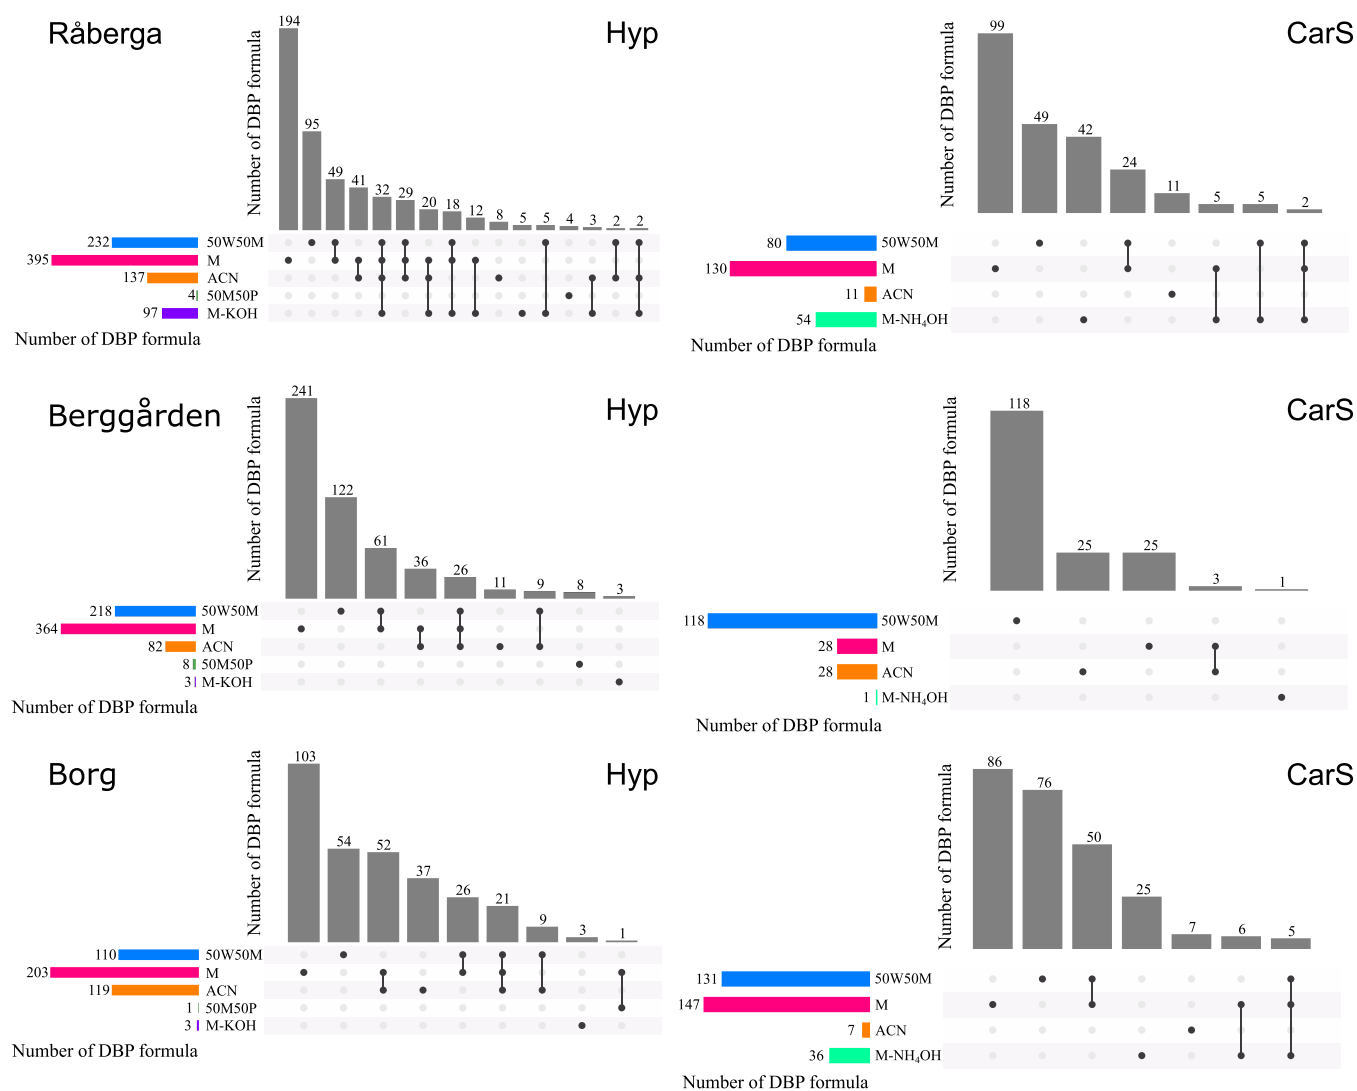 Råberga
Hyp
Number of DBP formula
194
95
49
41
32
29
20
18
12
8
5
5
4
3
2
2
232
50W50M
395
M
137
ACN
4
50M50P
97
M-KOH
Number of DBP formula
CarS
Number of DBP formula
99
49
42
24
11
5
5
2
80
50W50M
130
M
11
ACN
54
M-NH₄OH
Number of DBP formula
Berggården
Hyp
Number of DBP formula
241
122
61
36
26
11
9
8
3
218
50W50M
364
M
82
ACN
8
50M50P
3
M-KOH
Number of DBP formula
CarS
Number of DBP formula
118
25
25
3
1
118
50W50M
28
M
28
ACN
1
M-NH₄OH
Number of DBP formula
Borg
Hyp
Number of DBP formula
103
54
52
37
26
21
9
3
1
110
50W50M
203
M
119
ACN
1
50M50P
3
M-KOH
Number of DBP formula
CarS
Number of DBP formula
86
76
50
25
7
6
5
131
50W50M
147
M
7
ACN
36
M-NH₄OH
Number of DBP formula